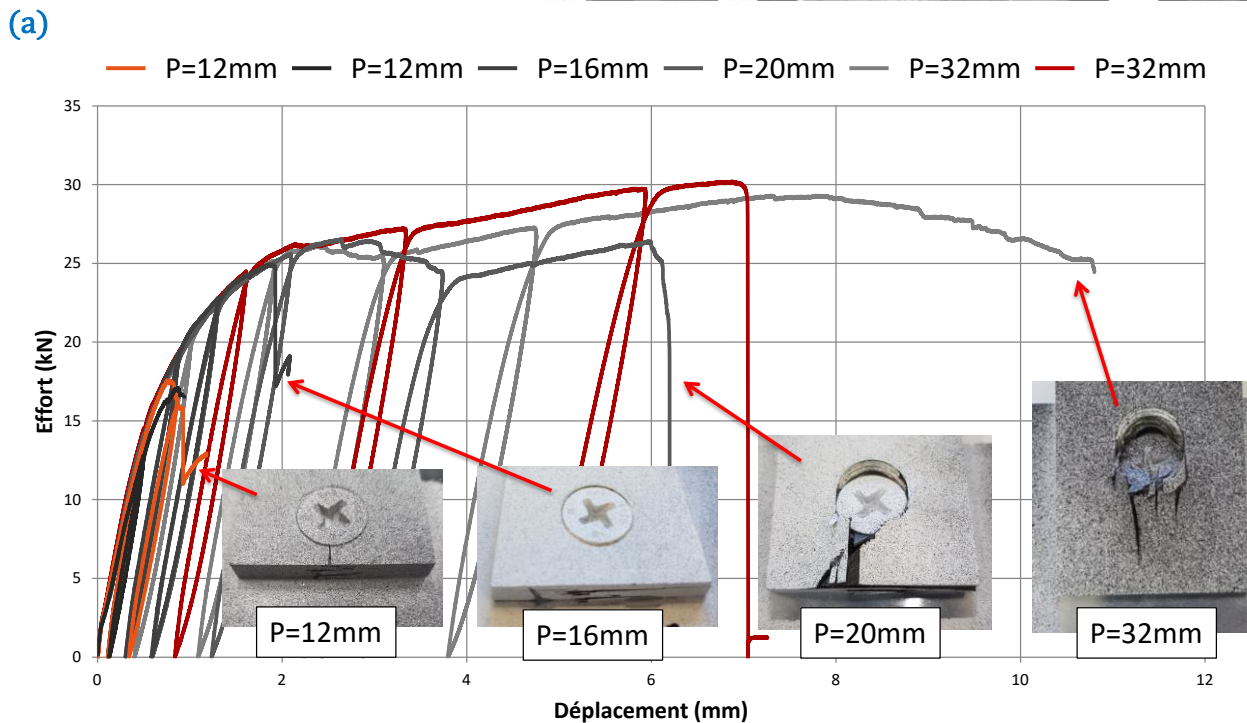 (a)
P=12mm P=12mm P=16mm P=20mm P=32mm P=32mm
35
30
25
20
15
10
5
0
Effort (kN)
P=12mm
P=16mm
P=20mm
P=32mm
0 2 4 6 8 10 12
Déplacement (mm)